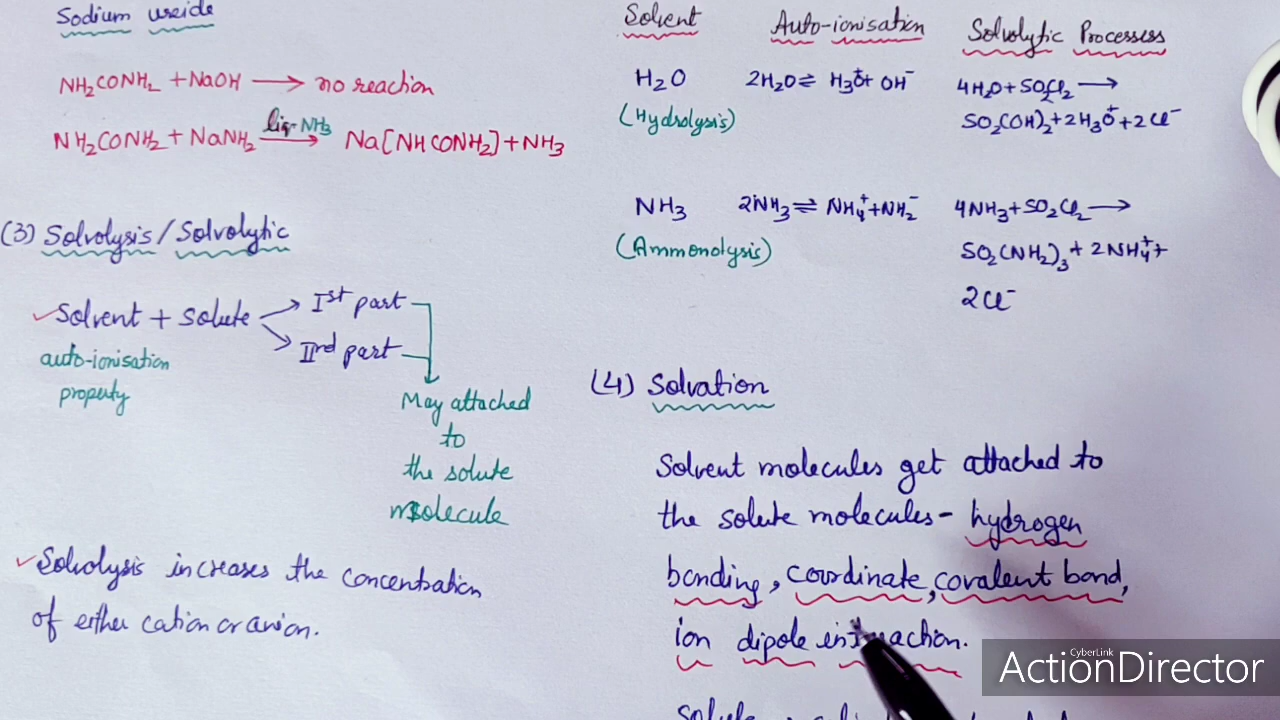 Sodium ureide
NH₂CONH₂ + NaOH ⟶ no reaction
NH₂CONH₂ + NaNH₂ liq. NH₃ ⟶ Na[NHCONH₂] + NH₃
(3) Solvolysis / Solvolytic
✓ Solvent + Solute
Iˢᵗ part
IIⁿᵈ part
auto-ionisation
property
May attached
to
the solute
molecule
✓ Solvolysis increases the concentration
of either cation or anion.
Solvent Auto-ionisation Solvolytic Processess
H₂O 2H₂O ⇌ H₃O⁺ + OH⁻ 4H₂O + SO₂Cl₂ ⟶
(Hydrolysis) SO₂(OH)₂ + 2H₃O⁺ + 2Cl⁻
NH₃ 2NH₃ ⇌ NH₄⁺ + NH₂⁻ 4NH₃ + SO₂Cl₂ ⟶
(Ammonolysis) SO₂(NH₂)₃ + 2NH₄⁺ +
2Cl⁻
(4) Solvation
Solvent molecules get attached to
the solute molecules - hydrogen
bonding, coordinate, covalent bond,
ion dipole interaction.
CyberLink
ActionDirector